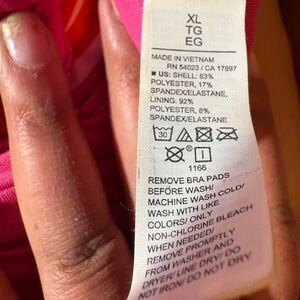 XL
TG
EG
MADE IN VIETNAM
RN 54023 / CA 17897
■ US: SHELL: 83%
POLYESTER, 17%
SPANDEX/ELASTANE,
LINING: 92%
POLYESTER, 8%
SPANDEX/ELASTANE.
30
1166
REMOVE BRA PADS
BEFORE WASH/
MACHINE WASH COLD/
WASH WITH LIKE
COLORS/ ONLY
NON-CHLORINE BLEACH
WHEN NEEDED/
REMOVE PROMPTLY
FROM WASHER AND
DRYER/ LINE DRY/ DO
NOT IRON/ DO NOT DRY